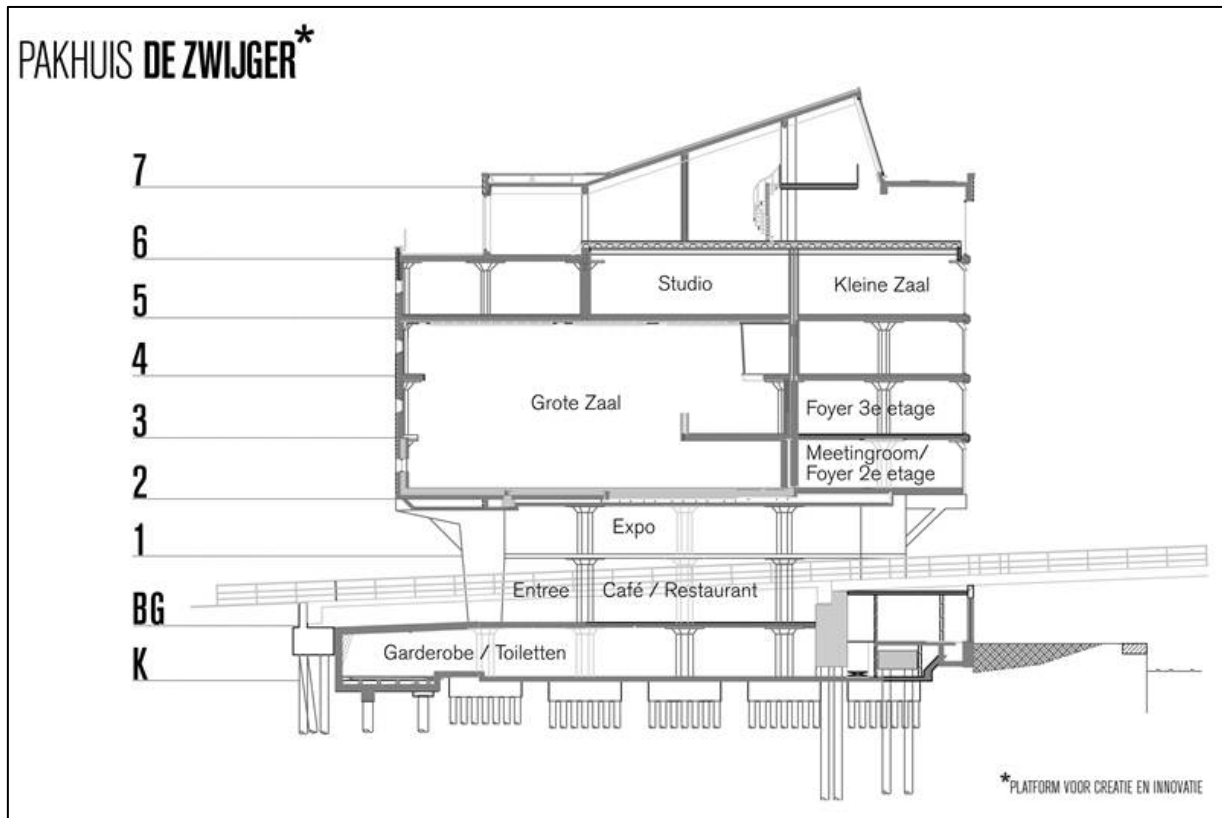 PAKHUIS DE ZWIJGER*
7
6
Studio
Kleine Zaal
5
4
Grote Zaal
Foyer 3e etage
3
Meetingroom/
Foyer 2e etage
2
Expo
1
Entree
Café / Restaurant
BG
Garderobe / Toiletten
K
*PLATFORM VOOR CREATIE EN INNOVATIE